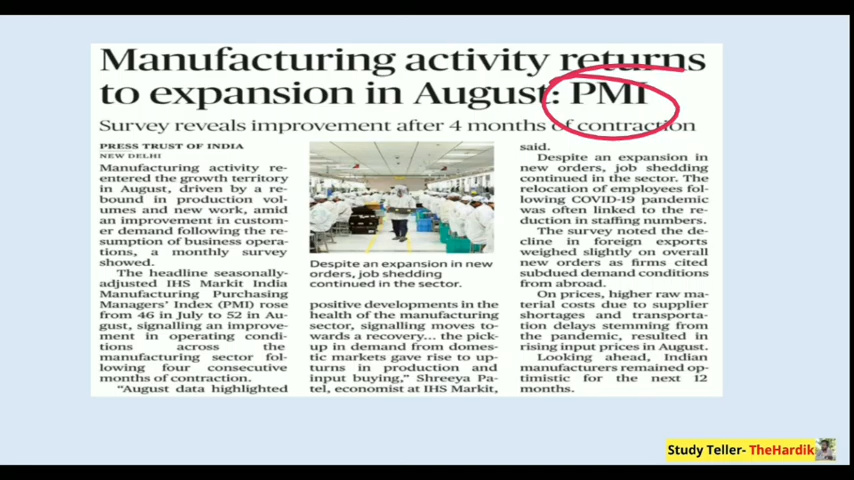 Manufacturing activity returns
to expansion in August: PMI
Survey reveals improvement after 4 months of contraction
PRESS TRUST OF INDIA
NEW DELHI
Manufacturing activity re-
entered the growth territory
in August, driven by a re-
bound in production vol-
umes and new work, amid
an improvement in custom-
er demand following the re-
sumption of business opera-
tions, a monthly survey
showed.
The headline seasonally-
adjusted IHS Markit India
Manufacturing Purchasing
Managers' Index (PMI) rose
from 46 in July to 52 in Au-
gust, signalling an improve-
ment in operating condi-
tions across the
manufacturing sector fol-
lowing four consecutive
months of contraction.
"August data highlighted
Despite an expansion in new
orders, job shedding
continued in the sector.
positive developments in the
health of the manufacturing
sector, signalling moves to-
wards a recovery... the pick-
up in demand from domes-
tic markets gave rise to up-
turns in production and
input buying," Shreeya Pa-
tel, economist at IHS Markit,
said.
Despite an expansion in
new orders, job shedding
continued in the sector. The
relocation of employees fol-
lowing COVID-19 pandemic
was often linked to the re-
duction in staffing numbers.
The survey noted the de-
cline in foreign exports
weighed slightly on overall
new orders as firms cited
subdued demand conditions
from abroad.
On prices, higher raw ma-
terial costs due to supplier
shortages and transporta-
tion delays stemming from
the pandemic, resulted in
rising input prices in August.
Looking ahead, Indian
manufacturers remained op-
timistic for the next 12
months.
Study Teller- TheHardik